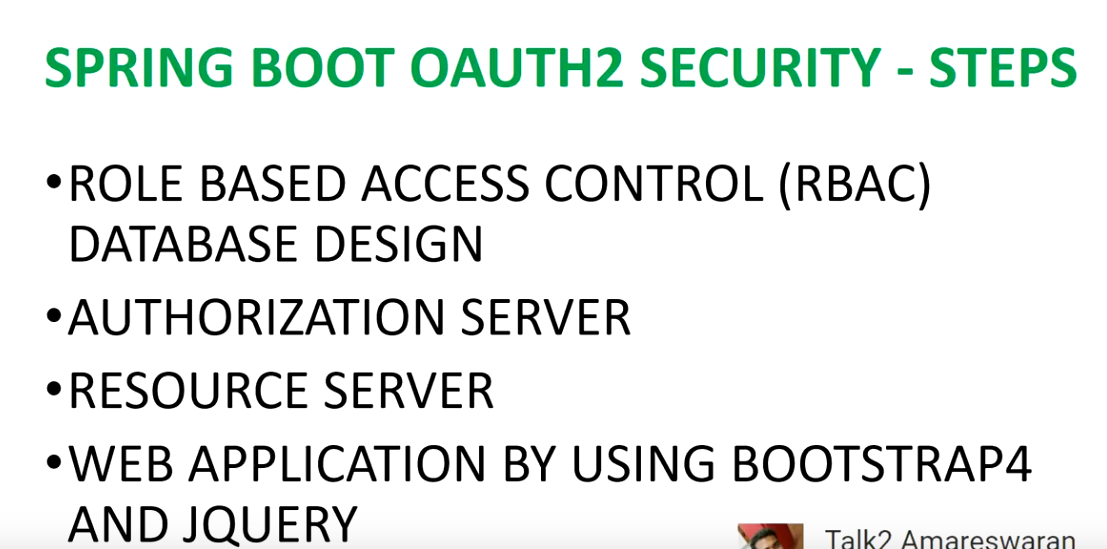 SPRING BOOT OAUTH2 SECURITY - STEPS
•ROLE BASED ACCESS CONTROL (RBAC)
DATABASE DESIGN
•AUTHORIZATION SERVER
•RESOURCE SERVER
•WEB APPLICATION BY USING BOOTSTRAP4
AND JQUERY
Talk2 Amareswaran